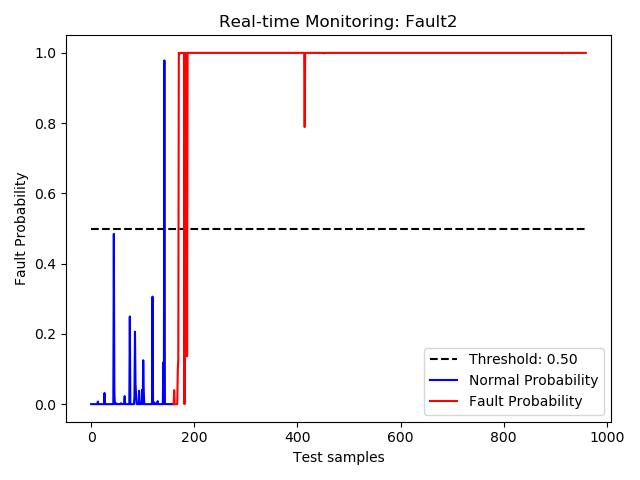 Real-time Monitoring: Fault2
Fault Probability
1.0
0.8
0.6
0.4
0.2
0.0
Threshold: 0.50
Normal Probability
Fault Probability
0
200
400
600
800
1000
Test samples